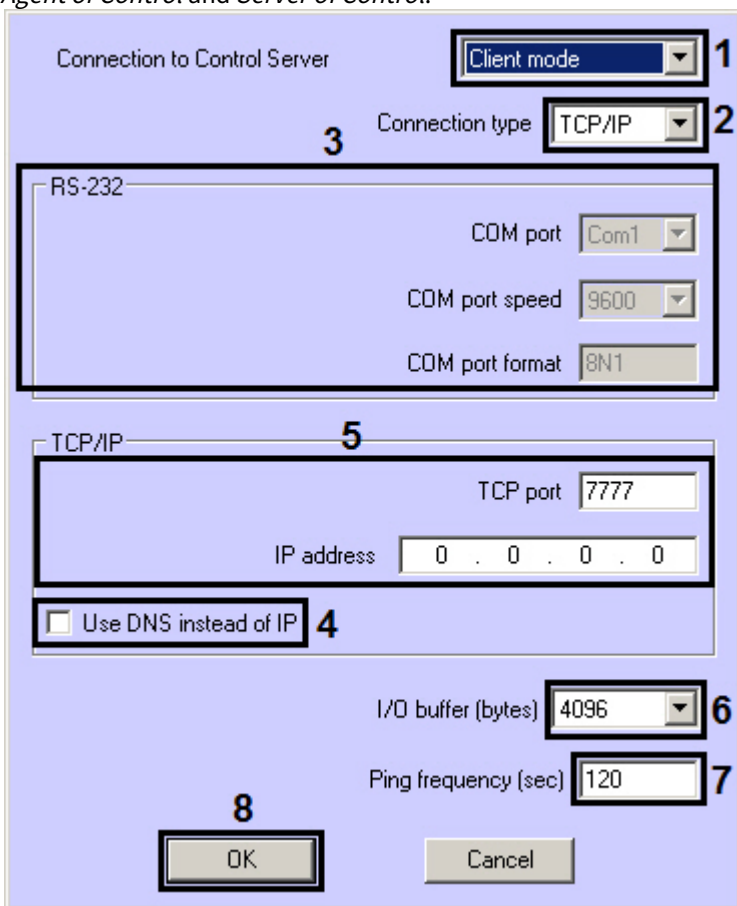 Agent of Control and Server of Control.
Connection to Control Server Client mode 1
Connection type TCP/IP 2
3
RS-232
COM port Com1
COM port speed 9600
COM port format 8N1
TCP/IP 5
TCP port 7777
IP address 0 . 0 . 0 . 0
Use DNS instead of IP 4
I/O buffer (bytes) 4096 6
Ping frequency (sec) 120 7
8
OK Cancel